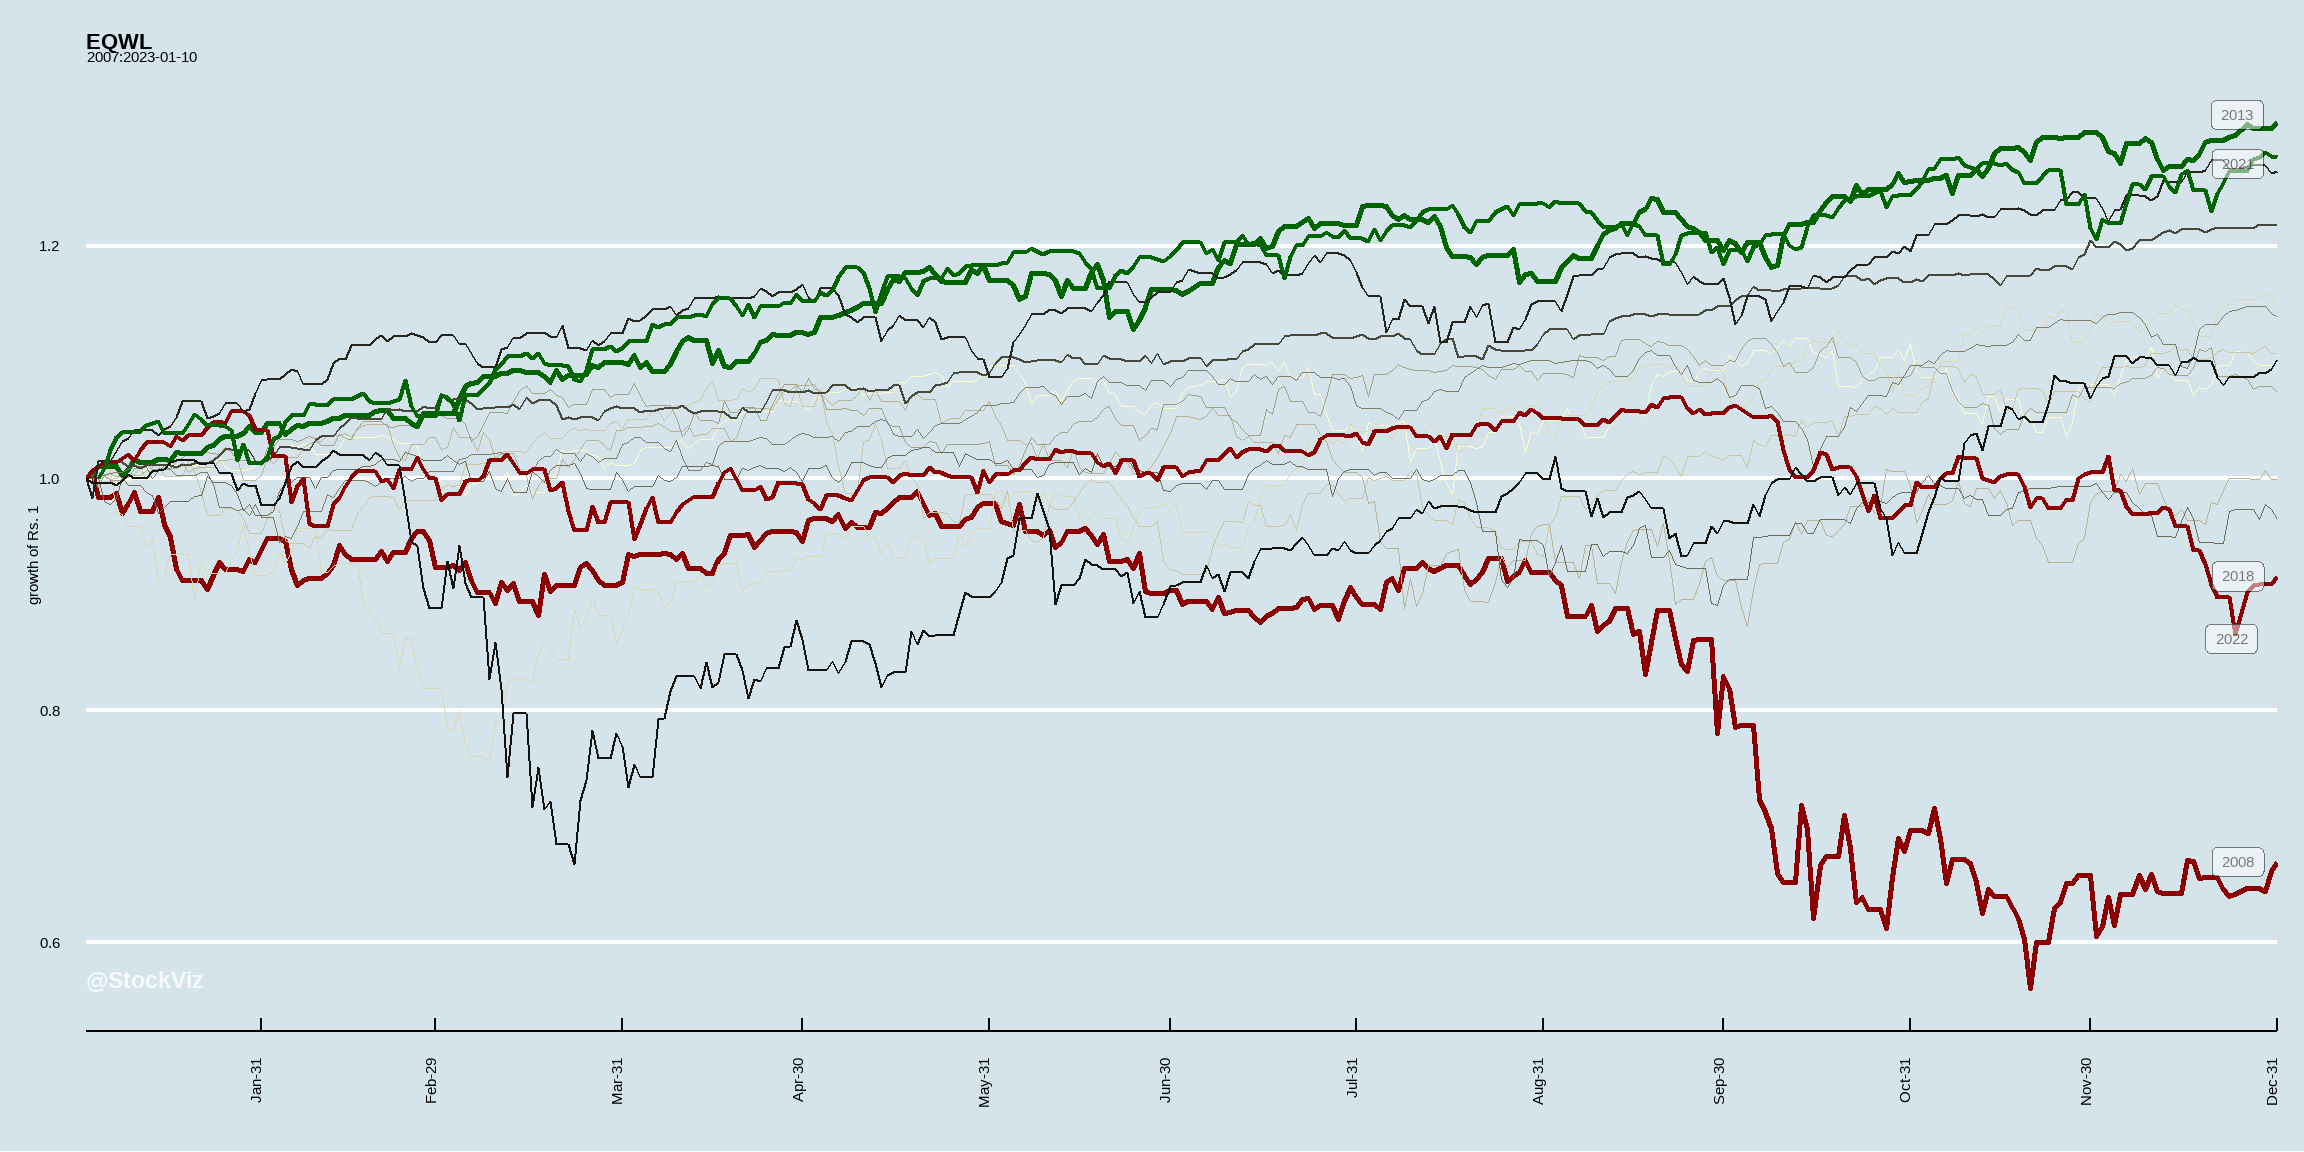 EQWL
2007:2023-01-10
2013
2021
1.2
1.0
growth of Rs. 1
2018
2022
0.8
2008
0.6
@StockViz
Jan-31
Feb-29
Mar-31
Apr-30
May-31
Jun-30
Jul-31
Aug-31
Sep-30
Oct-31
Nov-30
Dec-31